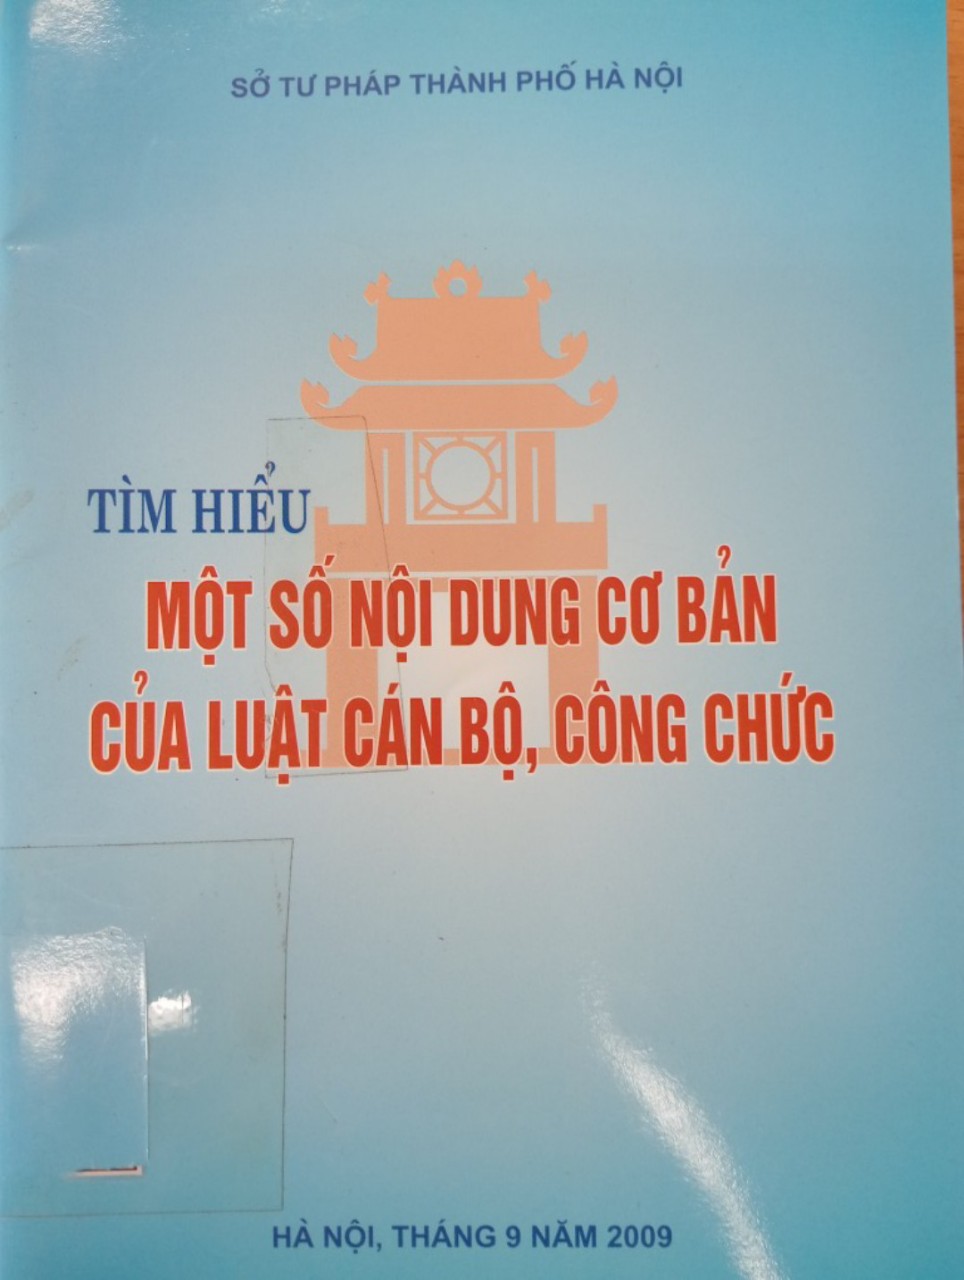 SỞ TƯ PHÁP THÀNH PHỐ HÀ NỘI
TÌM HIỂU
MỘT SỐ NỘI DUNG CƠ BẢN
CỦA LUẬT CÁN BỘ, CÔNG CHỨC
HÀ NỘI, THÁNG 9 NĂM 2009